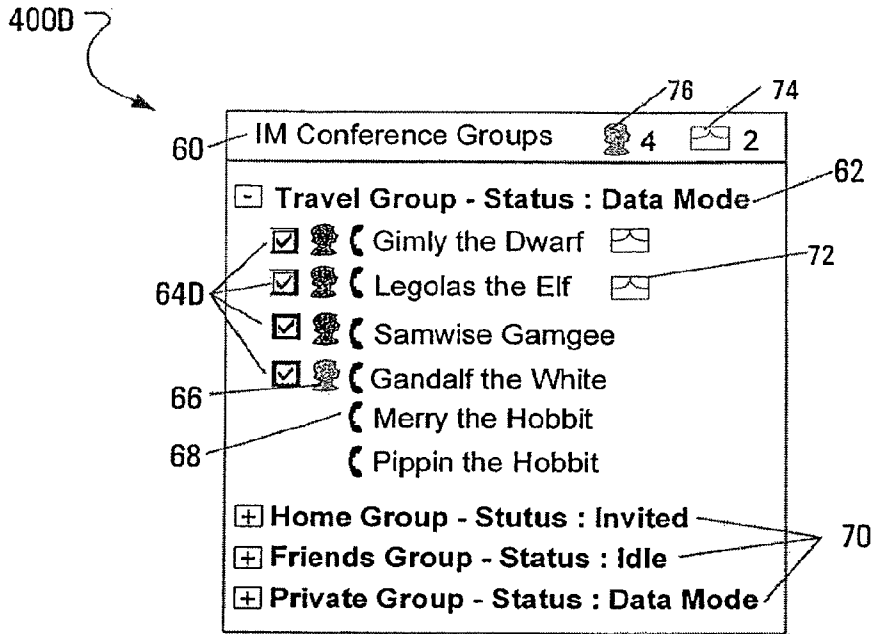 400D
76 74
60 IM Conference Groups 4 2
62
- Travel Group - Status : Data Mode
Gimly the Dwarf
72
64D Legolas the Elf
Samwise Gamgee
66 Gandalf the White
68 Merry the Hobbit
Pippin the Hobbit
+ Home Group - Stutus : Invited
70
+ Friends Group - Status : Idle
+ Private Group - Status : Data Mode